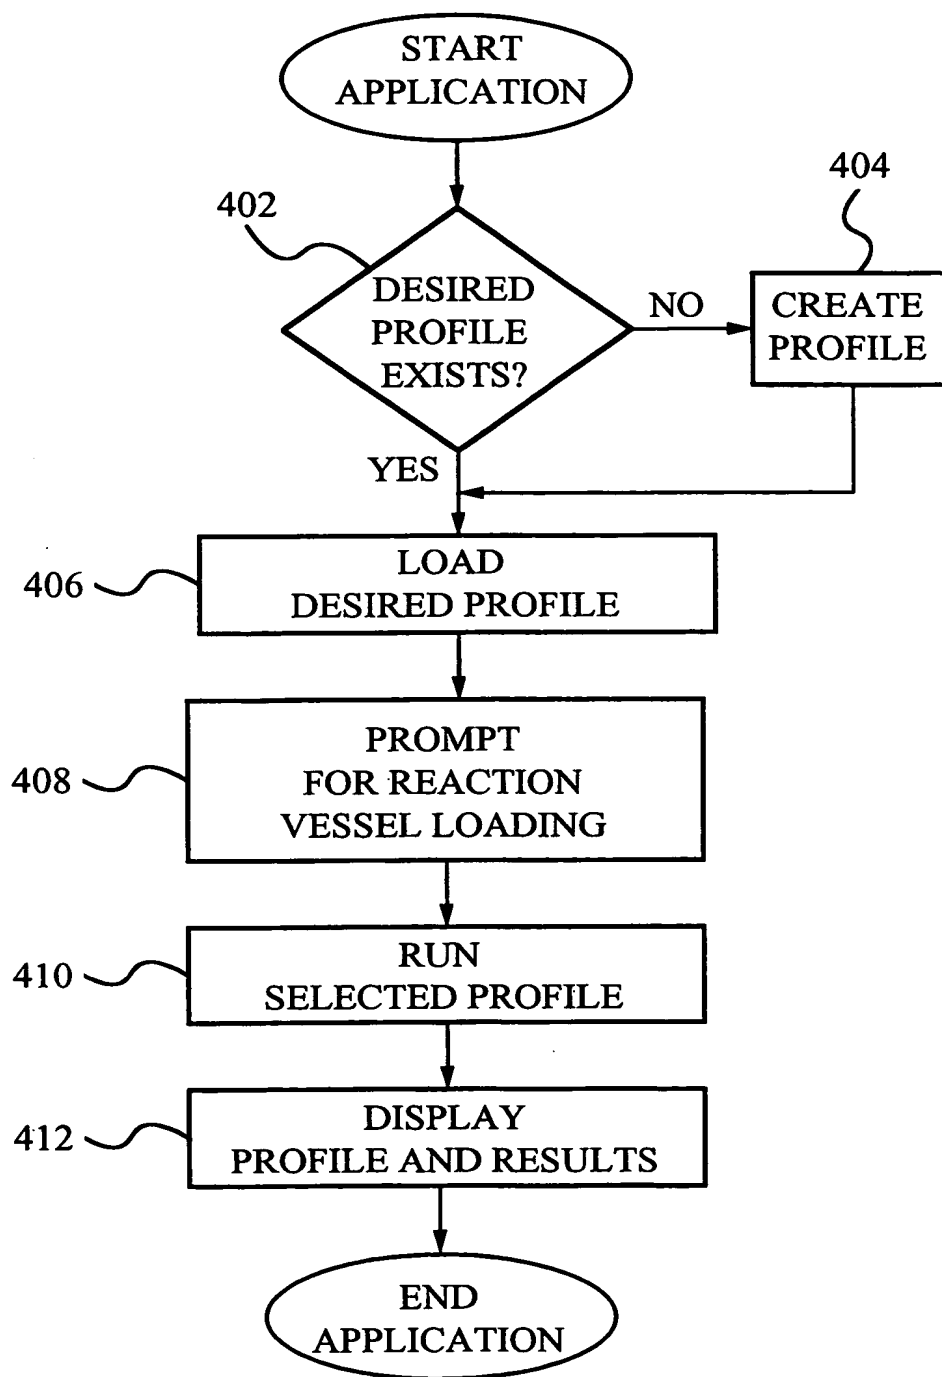 START
APPLICATION
404
402
DESIRED
PROFILE
EXISTS?
NO
CREATE
PROFILE
YES
406
LOAD
DESIRED PROFILE
408
PROMPT
FOR REACTION
VESSEL LOADING
410
RUN
SELECTED PROFILE
412
DISPLAY
PROFILE AND RESULTS
END
APPLICATION